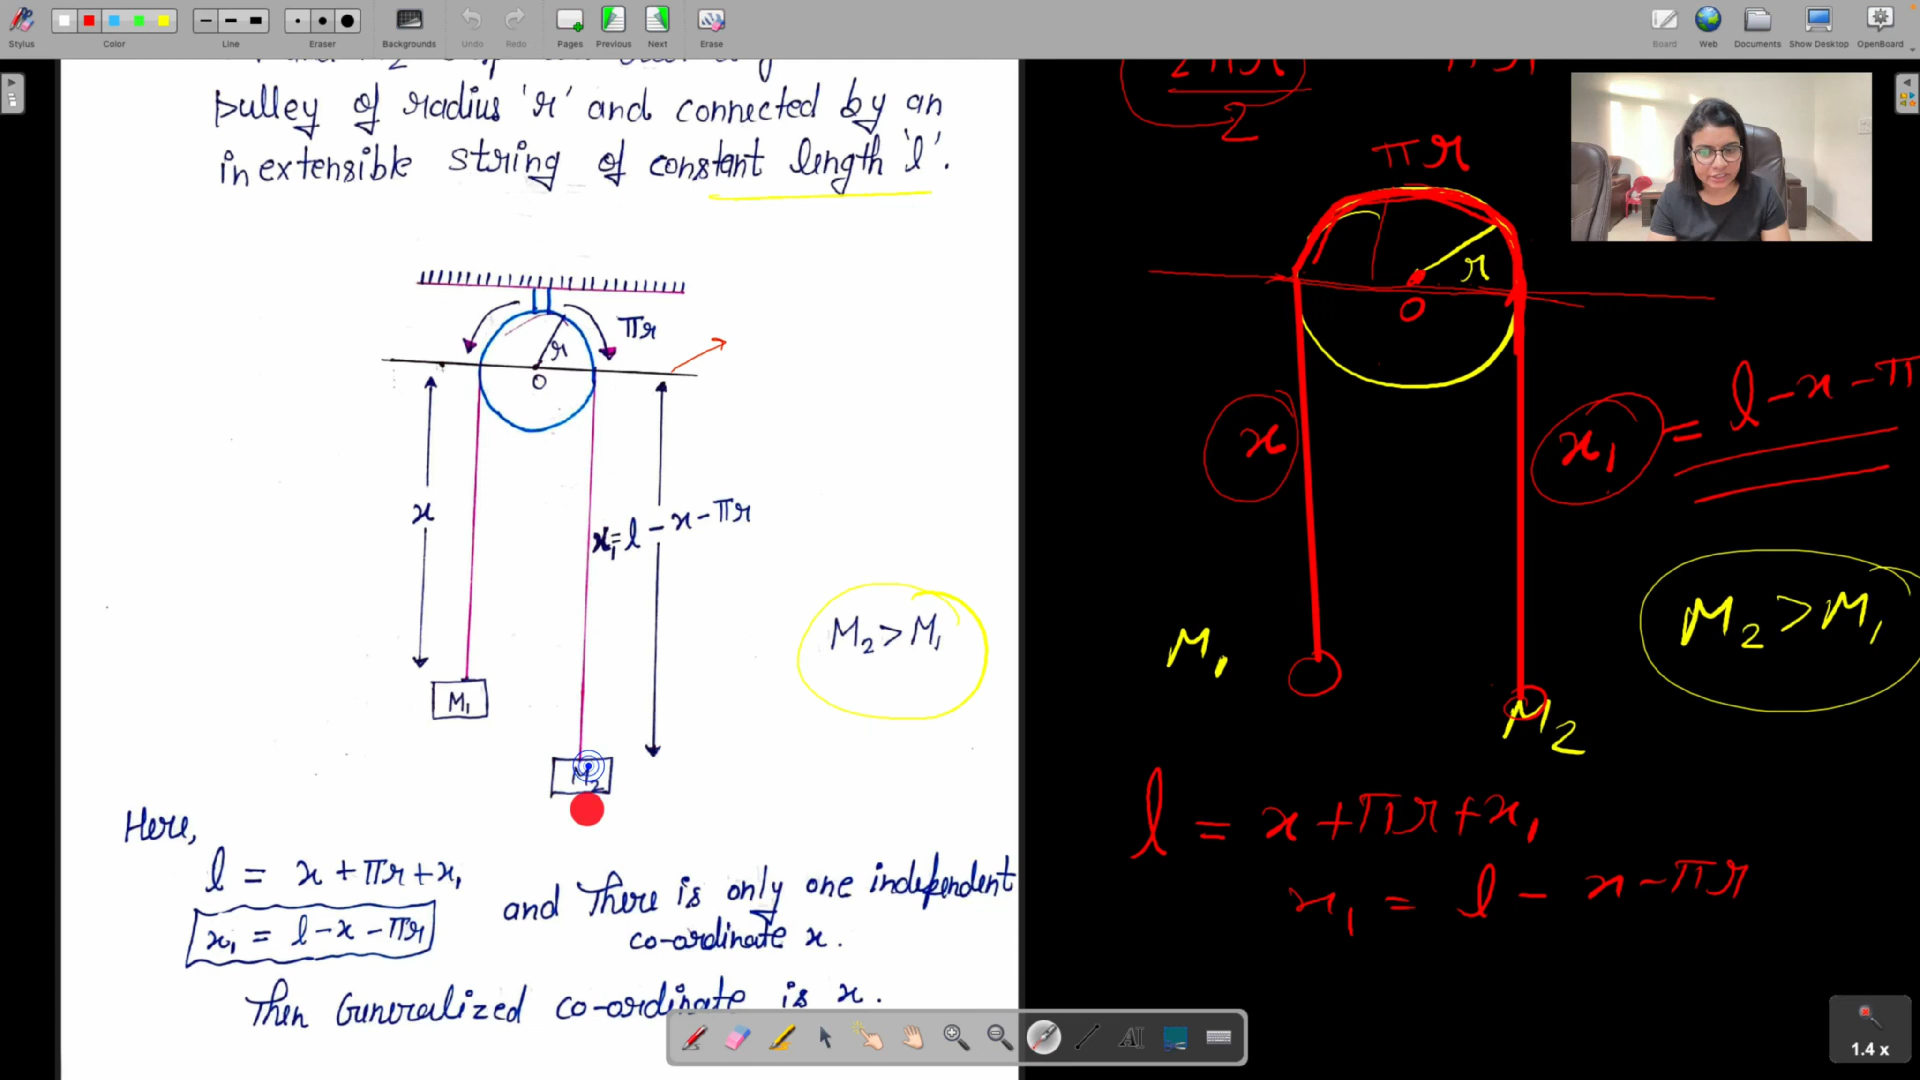 Stylus
Color
Line
Eraser
Backgrounds
Undo
Redo
Pages
Previous
Next
Erase
Board
Web
Documents
Show Desktop
OpenBoard
pulley of radius 'r' and connected by an
inextensible string of constant length 'l'.
πr
r
O
x
x₁=l-x-πr
M₂>M₁
M₁
M₂
Here,
l = x+πr+x₁
x₁ = l-x-πr
and There is only one independent
co-ordinate x.
Then Generalized co-ordinate is x.
2
πr
r
O
x
x₁ = l-x-π
M₁
M₂>M₁
M₂
l = x+πr+x₁
x₁ = l-x-πr
1.4 x